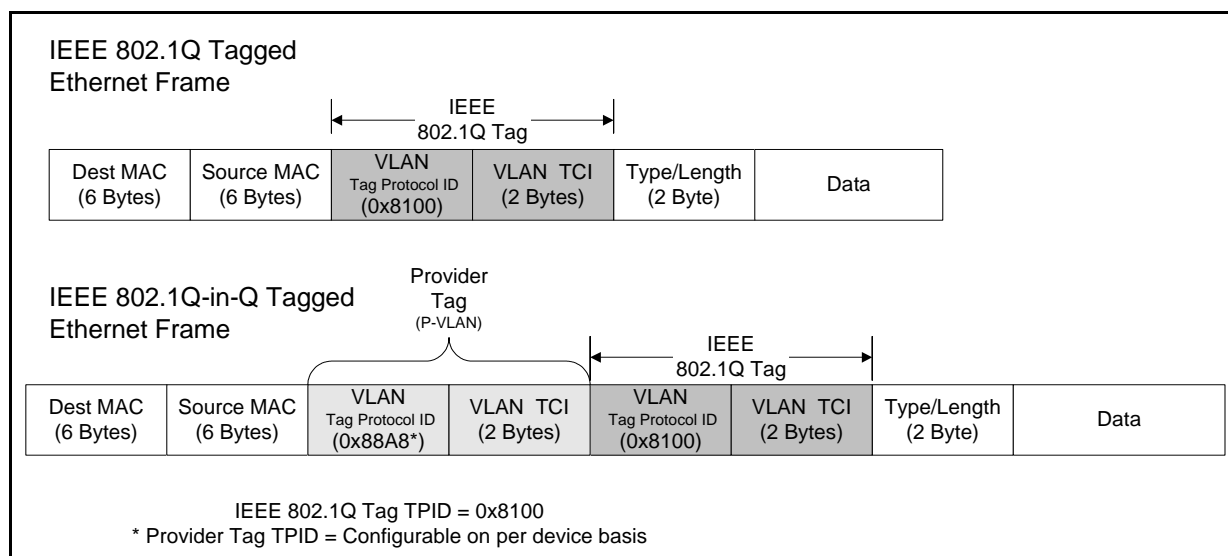 IEEE 802.1Q Tagged
Ethernet Frame
IEEE
802.1Q Tag
Dest MAC
(6 Bytes)
Source MAC
(6 Bytes)
VLAN
Tag Protocol ID
(0x8100)
VLAN TCI
(2 Bytes)
Type/Length
(2 Byte)
Data
IEEE 802.1Q-in-Q Tagged
Ethernet Frame
Provider
Tag
(P-VLAN)
IEEE
802.1Q Tag
Dest MAC
(6 Bytes)
Source MAC
(6 Bytes)
VLAN
Tag Protocol ID
(0x88A8*)
VLAN TCI
(2 Bytes)
VLAN
Tag Protocol ID
(0x8100)
VLAN TCI
(2 Bytes)
Type/Length
(2 Byte)
Data
IEEE 802.1Q Tag TPID = 0x8100
* Provider Tag TPID = Configurable on per device basis